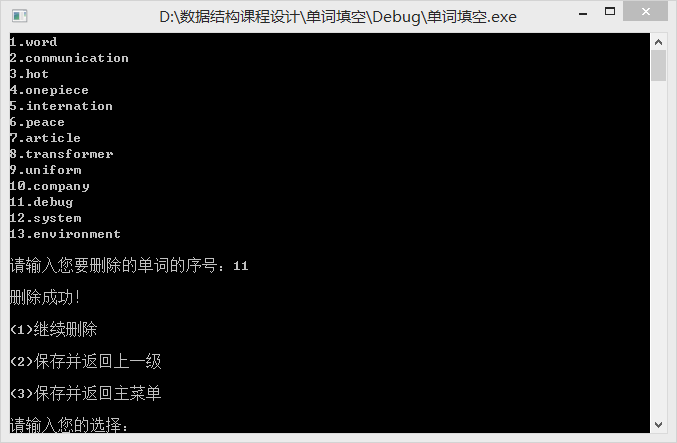 D:\数据结构课程设计\单词填空\Debug\单词填空.exe
1.word
2.communication
3.hot
4.onepiece
5.internation
6.peace
7.article
8.transformer
9.uniform
10.company
11.debug
12.system
13.environment
请输入您要删除的单词的序号：11
删除成功！
(1)继续删除
(2)保存并返回上一级
(3)保存并返回主菜单
请输入您的选择：